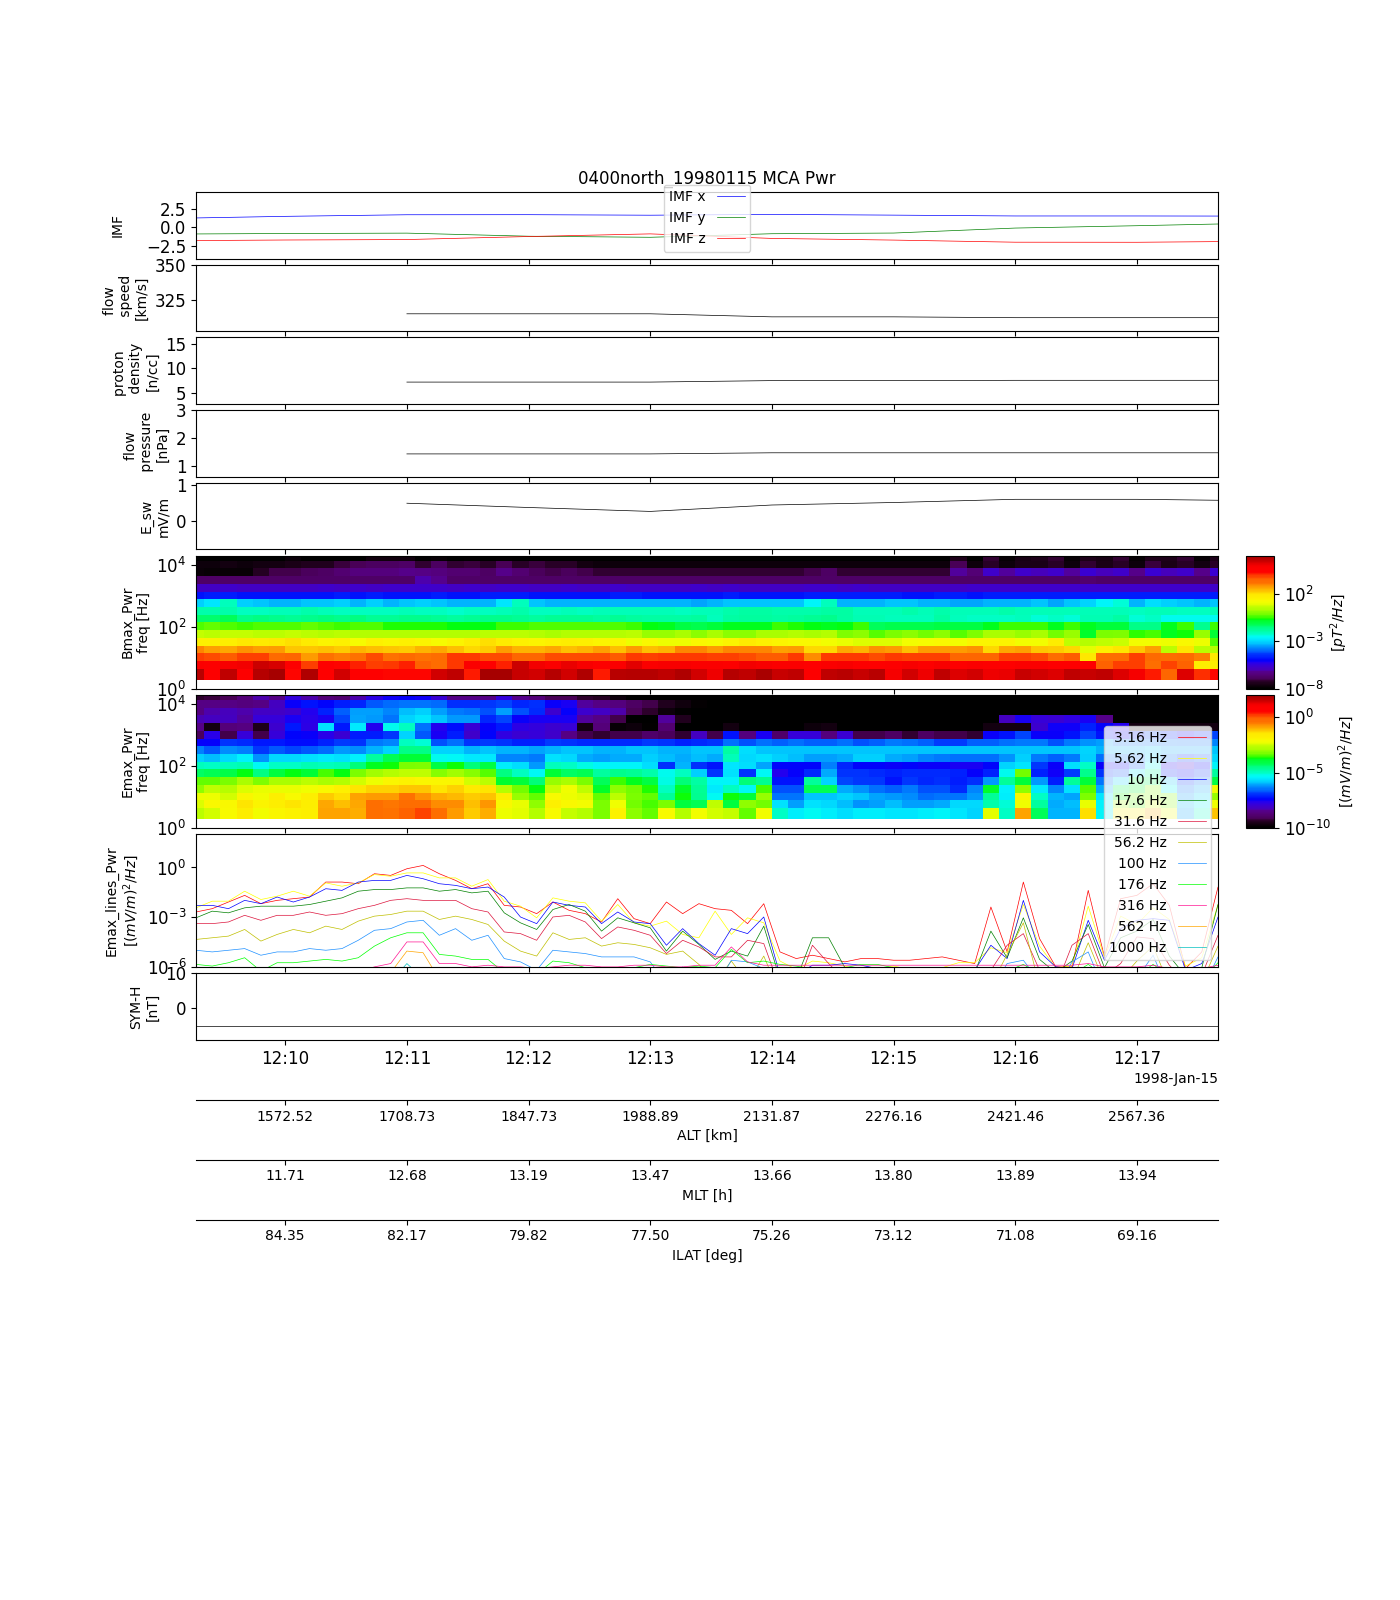 0400north_19980115 MCA Pwr
IMF
2.5
0.0
−2.5
IMF x
IMF y
IMF z
flow
speed
[km/s]
350
325
proton
density
[n/cc]
15
10
5
flow
pressure
[nPa]
3
2
1
E_sw
mV/m
1
0
Bmax_Pwr
freq [Hz]
10^4
10^2
10^0
10^2
10^−3
10^−8
[pT^2/Hz]
Emax_Pwr
freq [Hz]
10^4
10^2
10^0
10^0
10^−5
10^−10
[(mV/m)^2/Hz]
3.16 Hz
5.62 Hz
10 Hz
17.6 Hz
31.6 Hz
56.2 Hz
100 Hz
176 Hz
316 Hz
562 Hz
1000 Hz
Emax_lines_Pwr
[(mV/m)^2/Hz]
10^0
10^−3
10^−6
SYM-H
[nT]
10
0
12:10 12:11 12:12 12:13 12:14 12:15 12:16 12:17
1998-Jan-15
1572.52 1708.73 1847.73 1988.89 2131.87 2276.16 2421.46 2567.36
ALT [km]
11.71 12.68 13.19 13.47 13.66 13.80 13.89 13.94
MLT [h]
84.35 82.17 79.82 77.50 75.26 73.12 71.08 69.16
ILAT [deg]